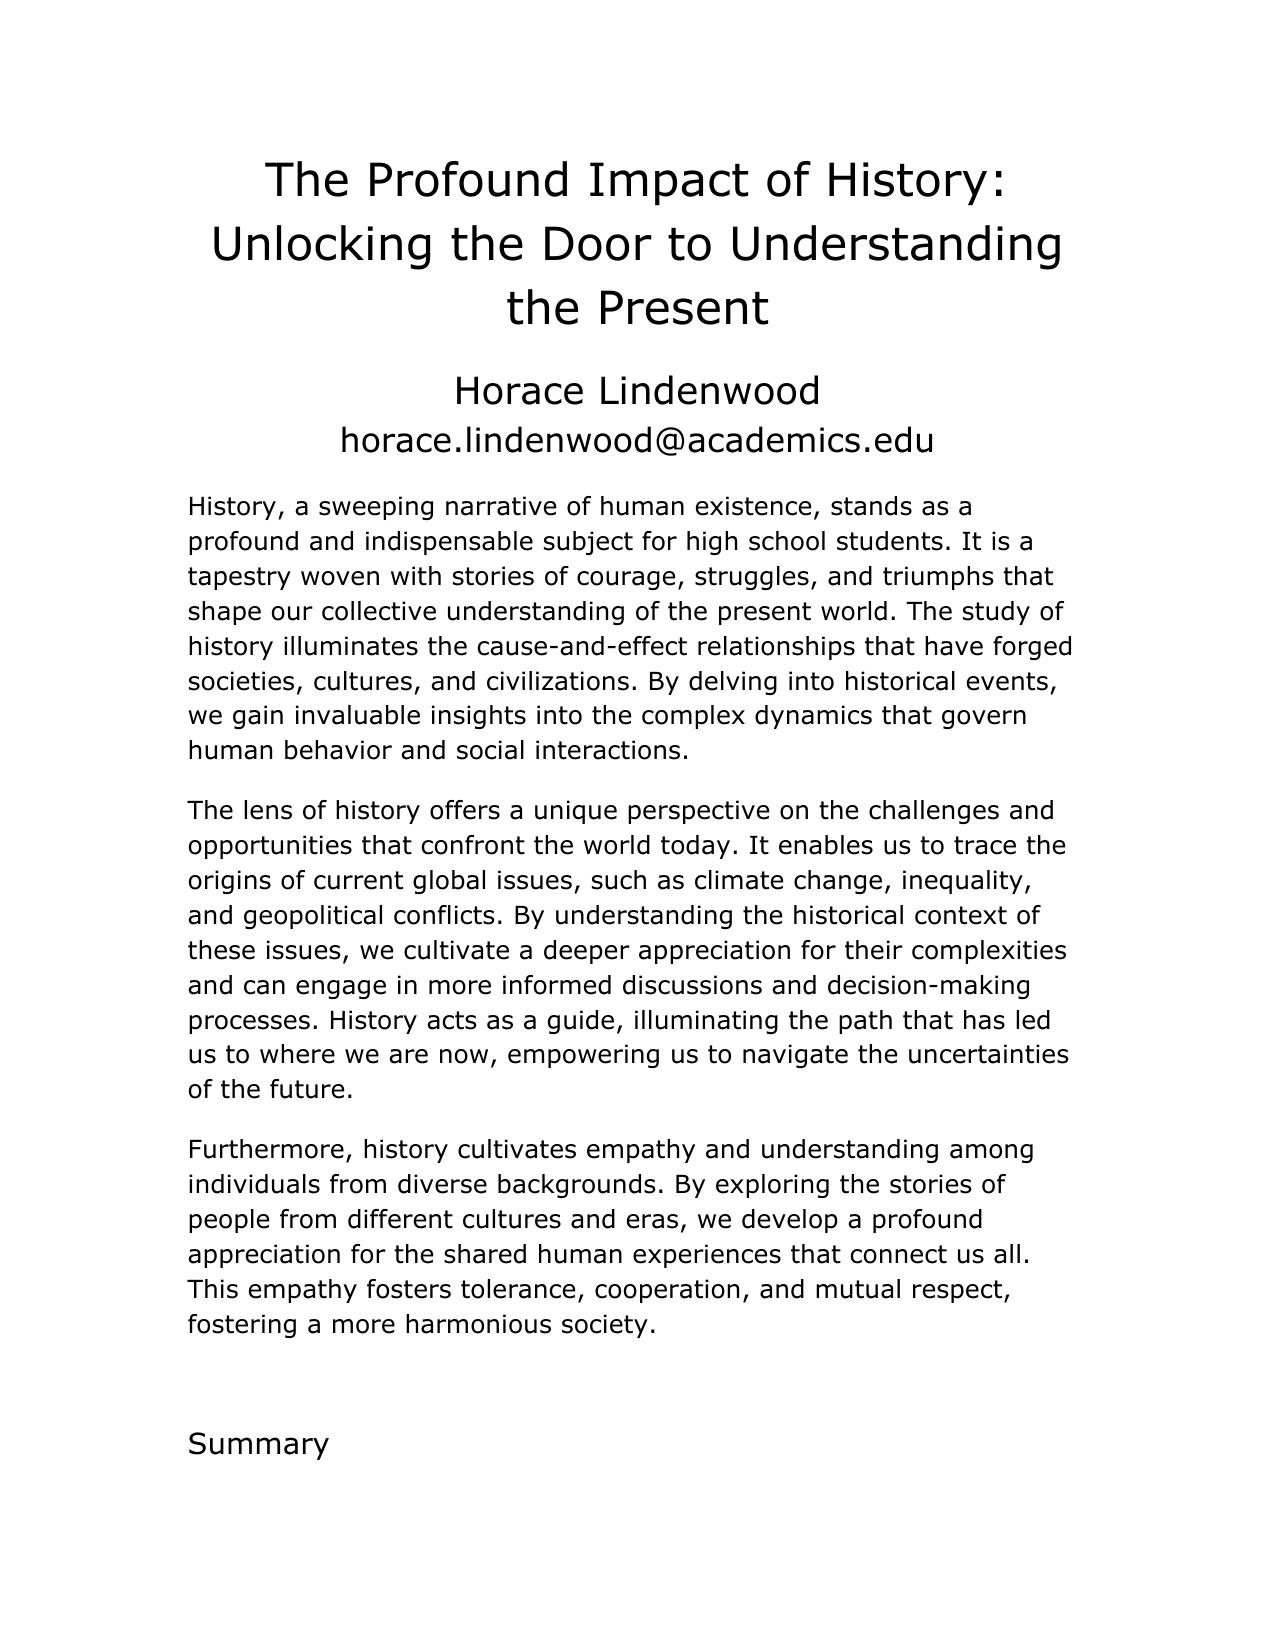 The Profound Impact of History:
Unlocking the Door to Understanding
the Present
Horace Lindenwood
horace.lindenwood@academics.edu
History, a sweeping narrative of human existence, stands as a
profound and indispensable subject for high school students. It is a
tapestry woven with stories of courage, struggles, and triumphs that
shape our collective understanding of the present world. The study of
history illuminates the cause-and-effect relationships that have forged
societies, cultures, and civilizations. By delving into historical events,
we gain invaluable insights into the complex dynamics that govern
human behavior and social interactions.
The lens of history offers a unique perspective on the challenges and
opportunities that confront the world today. It enables us to trace the
origins of current global issues, such as climate change, inequality,
and geopolitical conflicts. By understanding the historical context of
these issues, we cultivate a deeper appreciation for their complexities
and can engage in more informed discussions and decision-making
processes. History acts as a guide, illuminating the path that has led
us to where we are now, empowering us to navigate the uncertainties
of the future.
Furthermore, history cultivates empathy and understanding among
individuals from diverse backgrounds. By exploring the stories of
people from different cultures and eras, we develop a profound
appreciation for the shared human experiences that connect us all.
This empathy fosters tolerance, cooperation, and mutual respect,
fostering a more harmonious society.
Summary